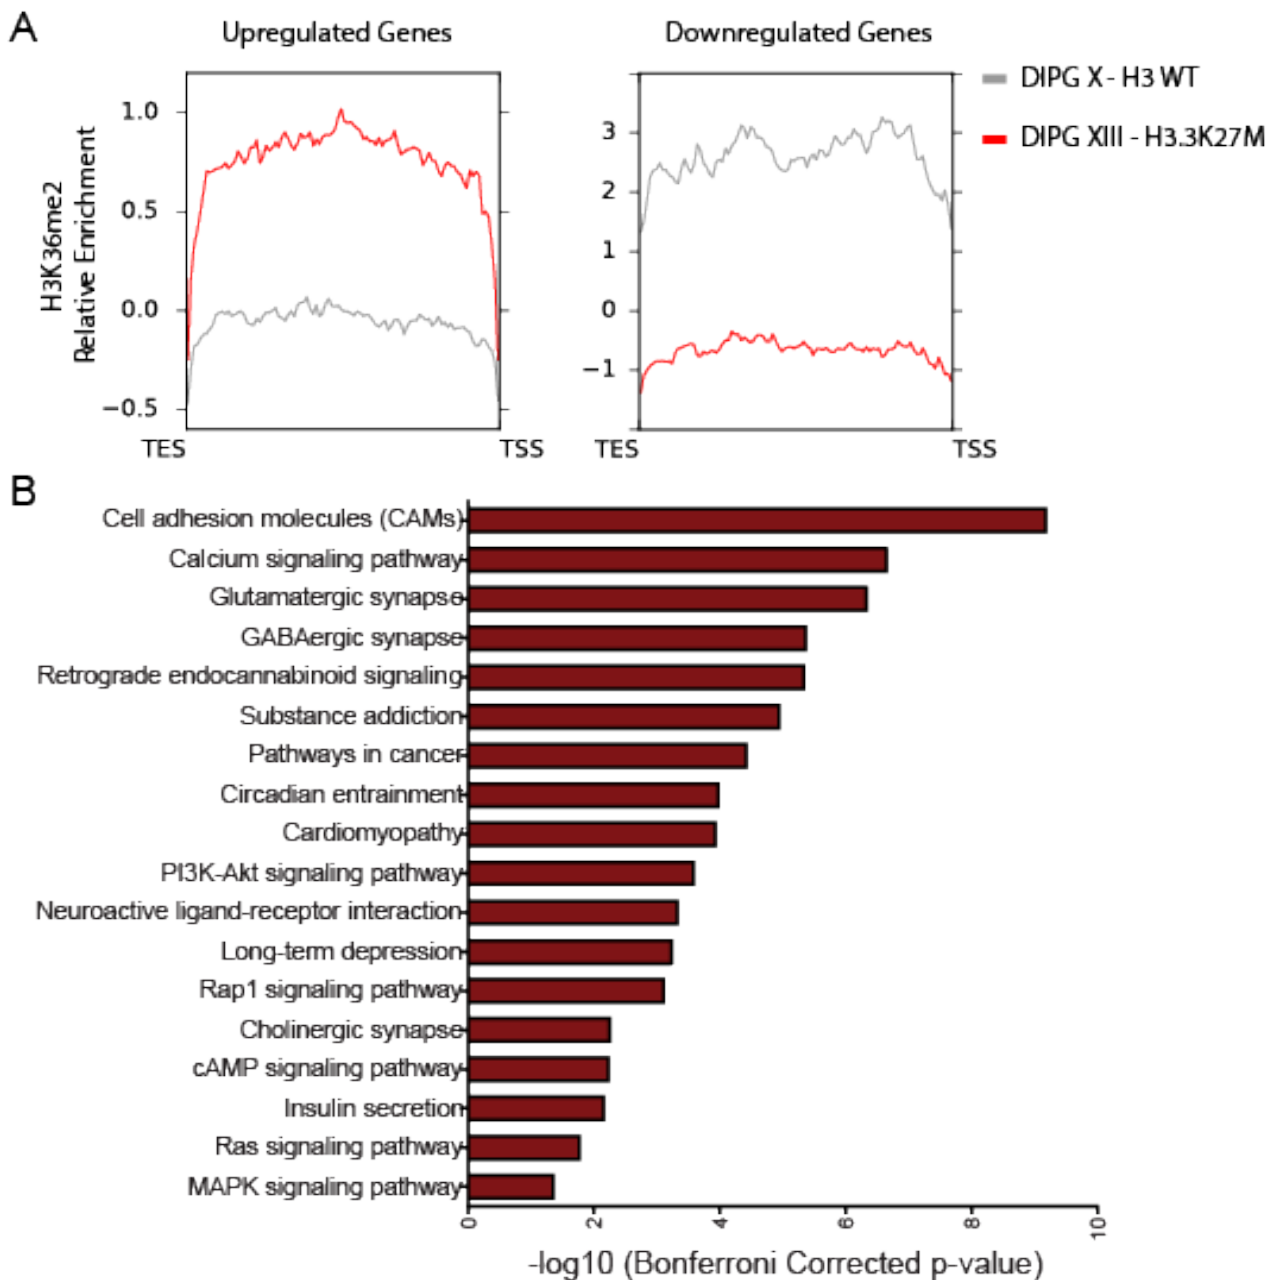 A
Upregulated Genes
Downregulated Genes
DIPG X - H3 WT
DIPG XIII - H3.3K27M
H3K36me2
Relative Enrichment
1.0
0.5
0.0
−0.5
TES
TSS
3
2
1
0
−1
TES
TSS
B
Cell adhesion molecules (CAMs)
Calcium signaling pathway
Glutamatergic synapse
GABAergic synapse
Retrograde endocannabinoid signaling
Substance addiction
Pathways in cancer
Circadian entrainment
Cardiomyopathy
PI3K-Akt signaling pathway
Neuroactive ligand-receptor interaction
Long-term depression
Rap1 signaling pathway
Cholinergic synapse
cAMP signaling pathway
Insulin secretion
Ras signaling pathway
MAPK signaling pathway
0 2 4 6 8 10
-log10 (Bonferroni Corrected p-value)